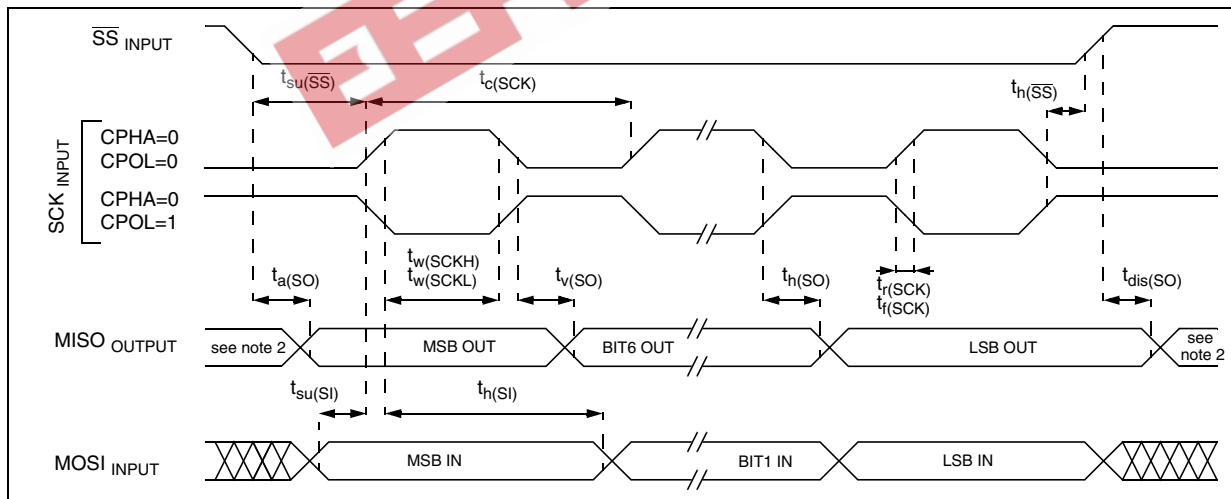 SS INPUT
tsu(SS)
tc(SCK)
th(SS)
SCK INPUT
CPHA=0
CPOL=0
CPHA=0
CPOL=1
ta(SO)
tw(SCKH)
tw(SCKL)
tv(SO)
th(SO)
tr(SCK)
tf(SCK)
tdis(SO)
MISO OUTPUT
see note 2
MSB OUT
BIT6 OUT
LSB OUT
see
note 2
tsu(SI)
th(SI)
MOSI INPUT
MSB IN
BIT1 IN
LSB IN